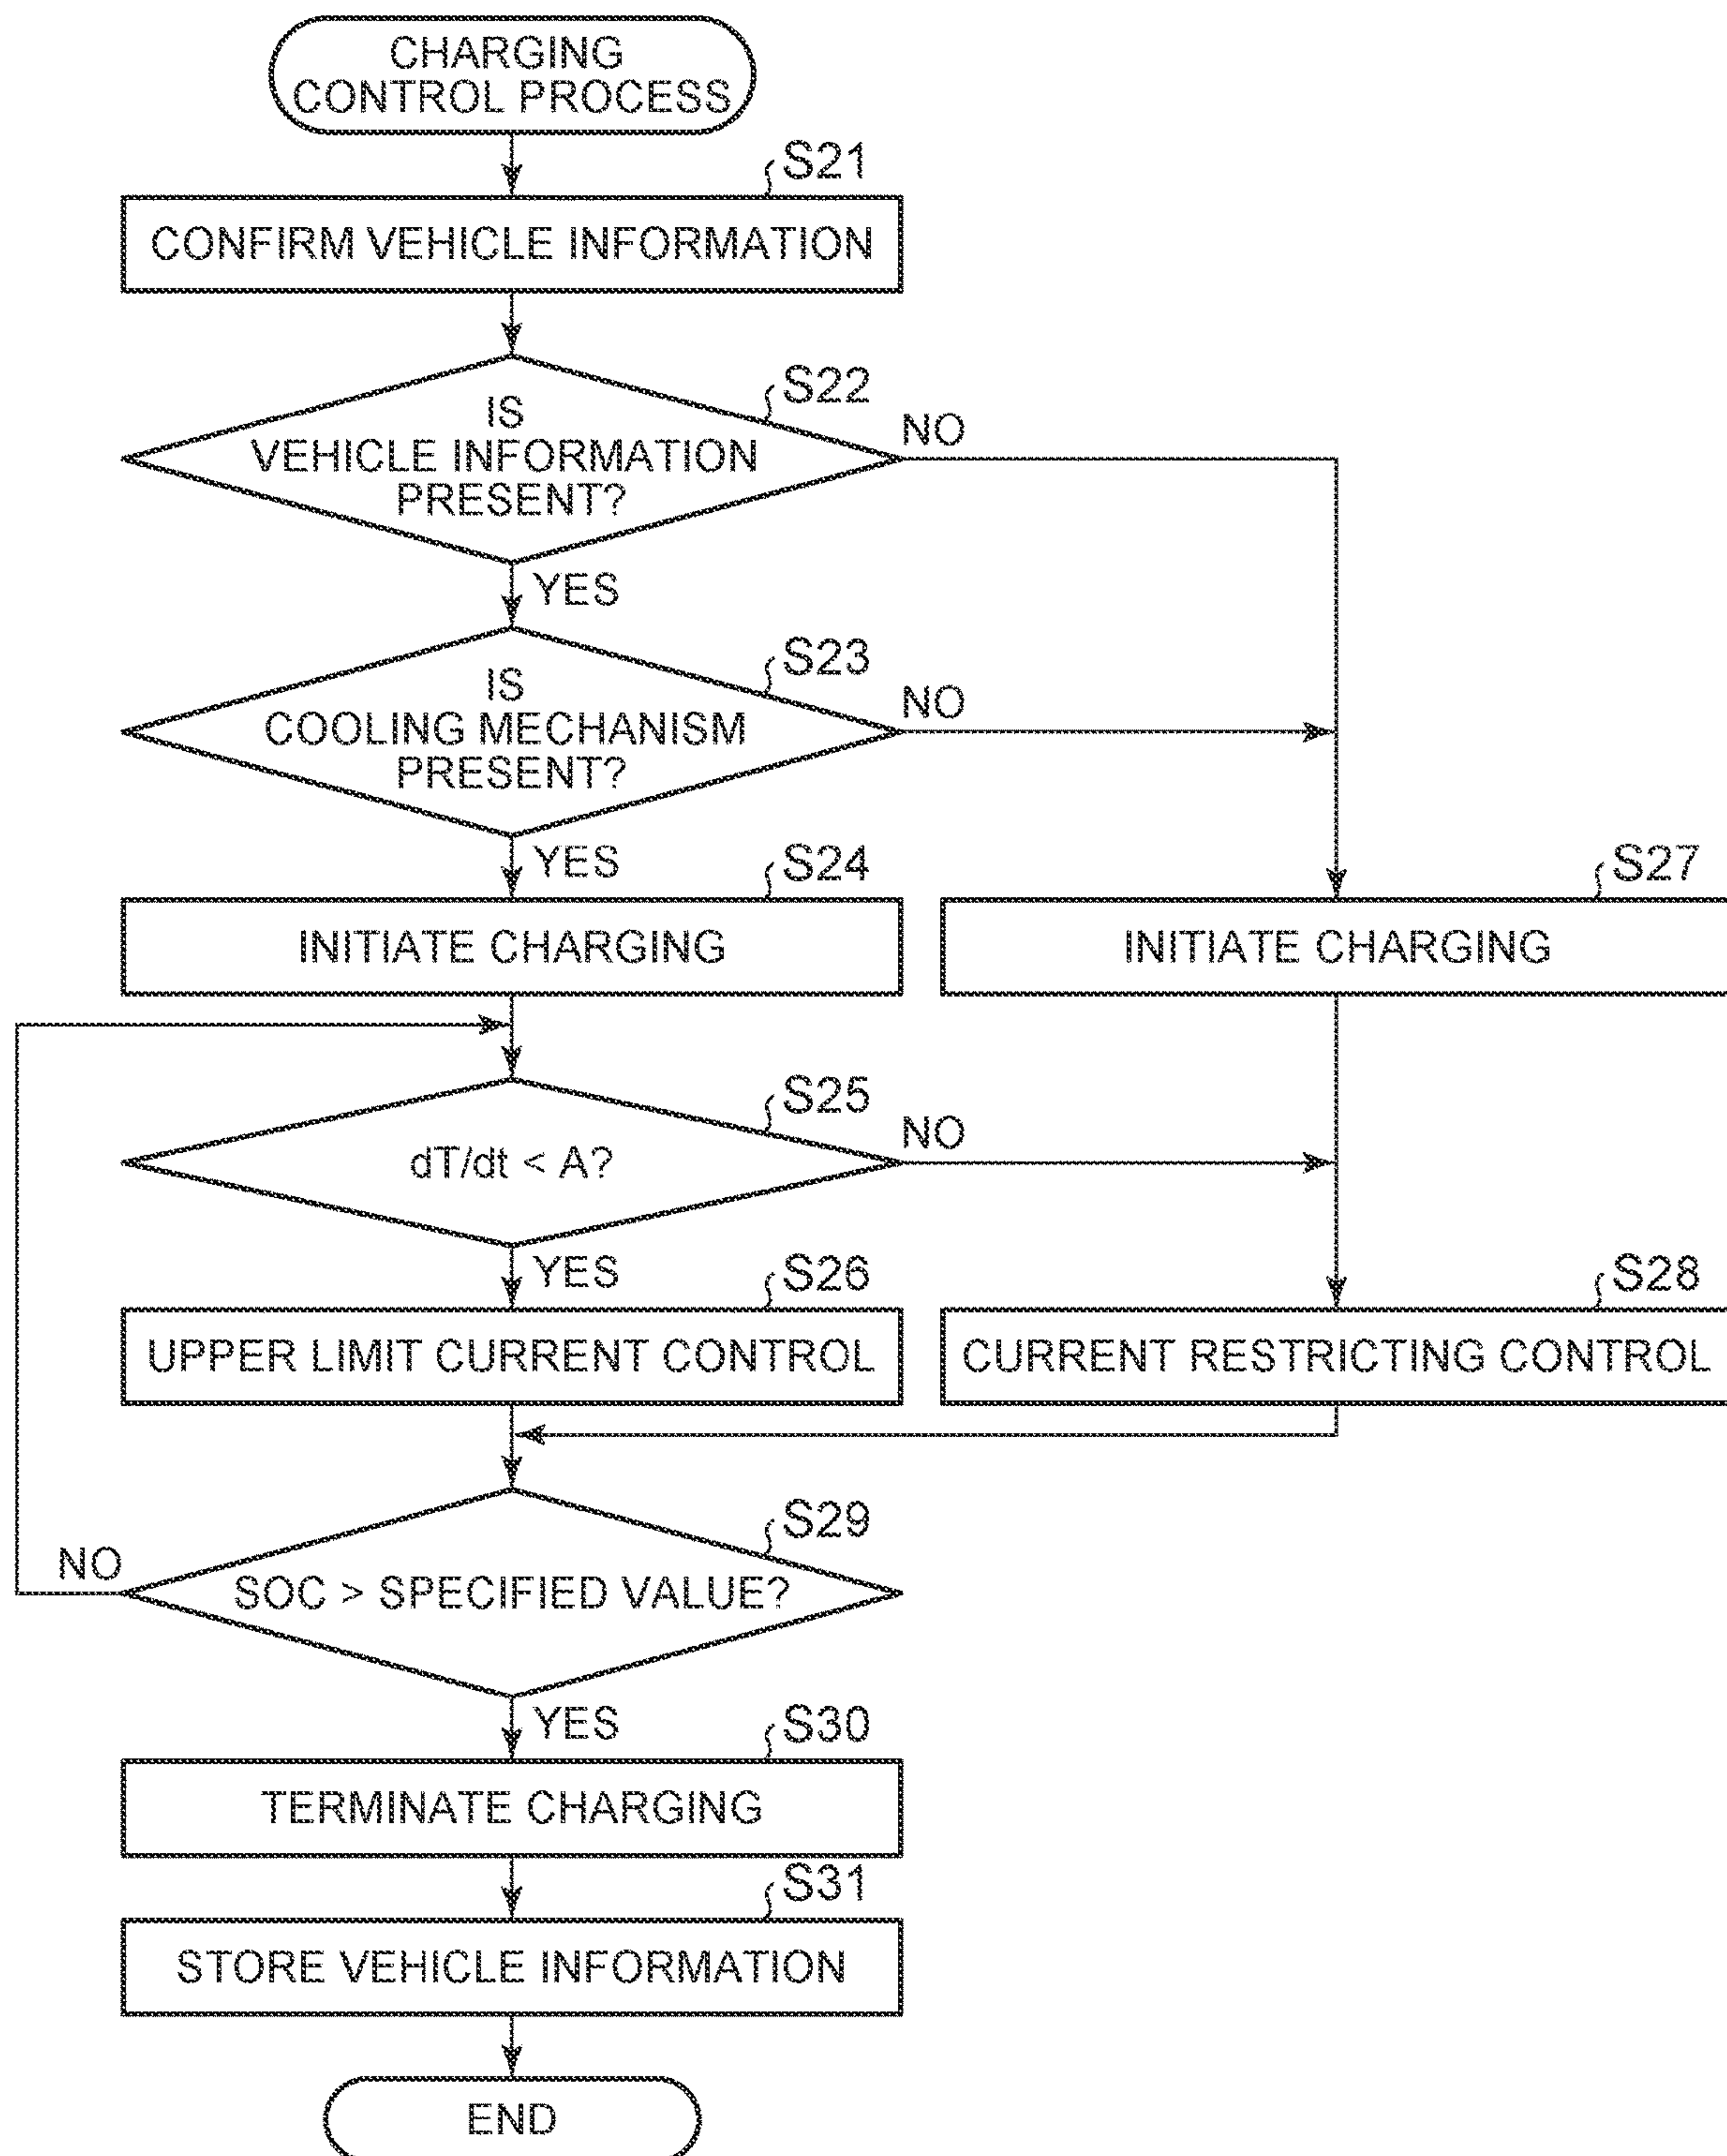 CHARGING
CONTROL PROCESS
S21
CONFIRM VEHICLE INFORMATION
S22
IS
VEHICLE INFORMATION
PRESENT?
NO
YES
S23
IS
COOLING MECHANISM
PRESENT?
NO
YES
S24
INITIATE CHARGING
S27
INITIATE CHARGING
S25
dT/dt < A?
NO
YES
S26
UPPER LIMIT CURRENT CONTROL
S28
CURRENT RESTRICTING CONTROL
S29
SOC > SPECIFIED VALUE?
NO
YES
S30
TERMINATE CHARGING
S31
STORE VEHICLE INFORMATION
END